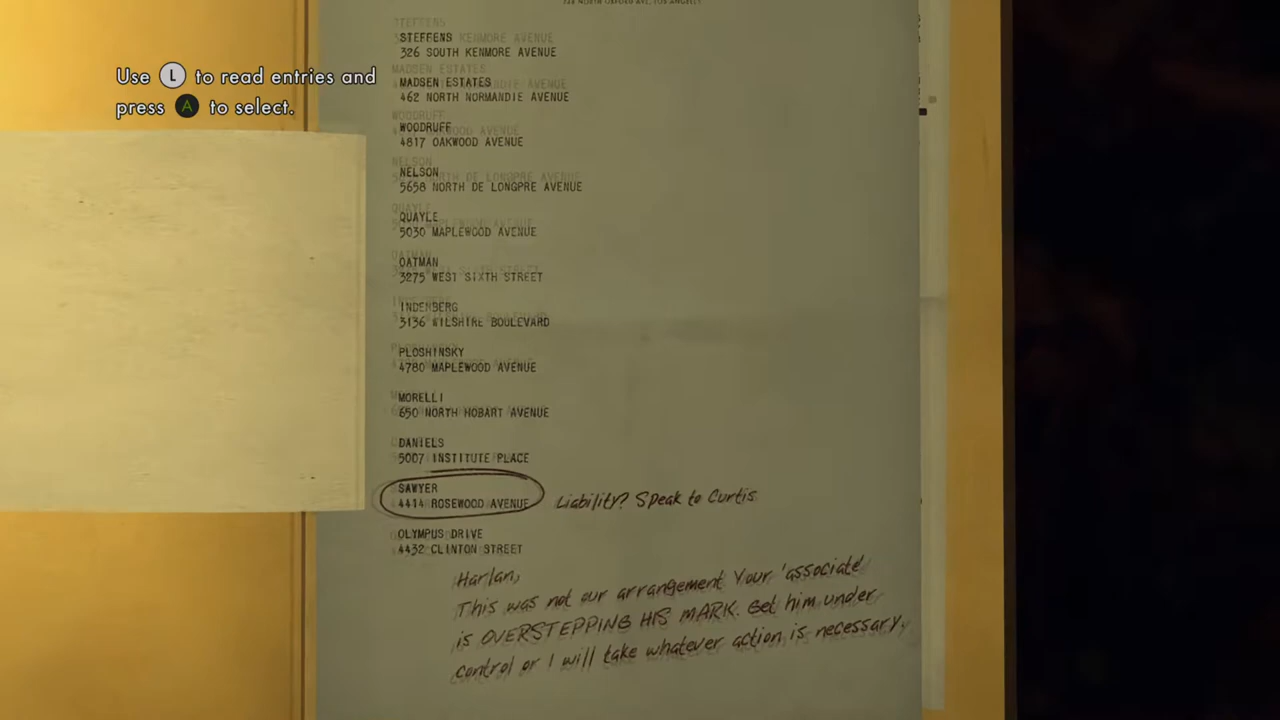 Use L to read entries and
press A to select.
STEFFENS
326 SOUTH KENMORE AVENUE
MADSEN ESTATES
462 NORTH NORMANDIE AVENUE
WOODRUFF
4817 OAKWOOD AVENUE
NELSON
5658 NORTH DE LONGPRE AVENUE
QUAYLE
5030 MAPLEWOOD AVENUE
OATMAN
3275 WEST SIXTH STREET
INDENBERG
3136 WILSHIRE BOULEVARD
PLOSHINSKY
4780 MAPLEWOOD AVENUE
MORELLI
650 NORTH HOBART AVENUE
DANIELS
5007 INSTITUTE PLACE
SAWYER
4414 ROSEWOOD AVENUE Liability? Speak to Curtis
OLYMPUS DRIVE
4432 CLINTON STREET
Harlan,
This was not our arrangement Your 'associate'
is OVERSTEPPING HIS MARK. Get him under
control or I will take whatever action is necessary.